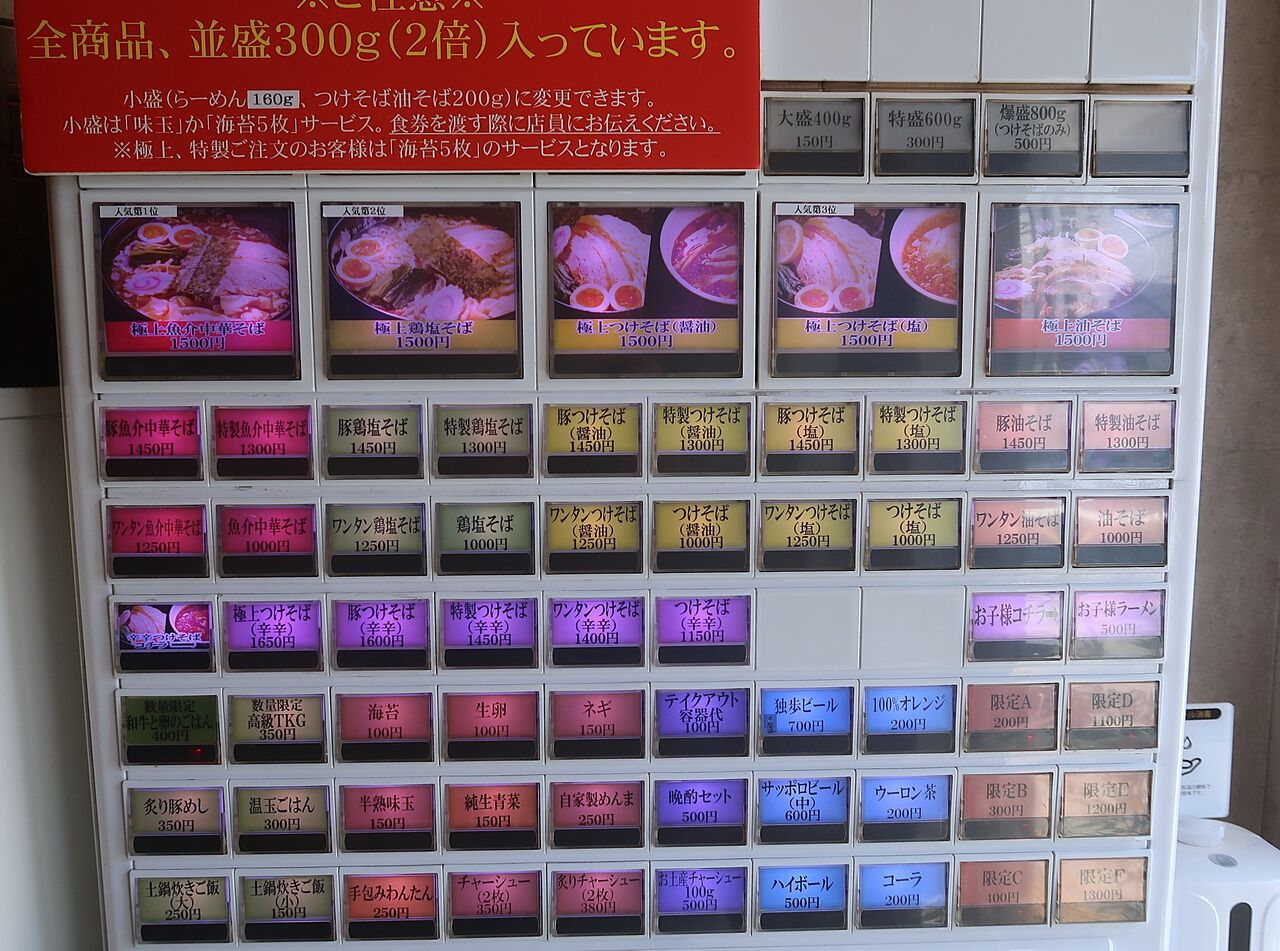 ※ご注意※
全商品、並盛300g(2倍)入っています。
小盛(らーめん160g、つけそば油そば200g)に変更できます。
小盛は「味玉」か「海苔5枚」サービス。食券を渡す際に店員にお伝えください。
※極上、特製ご注文のお客様は「海苔5枚」のサービスとなります。
大盛400g
150円
特盛600g
300円
爆盛800g
(つけそばのみ)
500円
人気第1位
極上魚介中華そば
1500円
人気第2位
極上鶏塩そば
1500円
極上つけそば(醤油)
1500円
人気第3位
極上つけそば(塩)
1500円
極上油そば
1500円
豚魚介中華そば
1450円
特製魚介中華そば
1300円
豚鶏塩そば
1450円
特製鶏塩そば
1300円
豚つけそば
(醤油)
1450円
特製つけそば
(醤油)
1300円
豚つけそば
(塩)
1450円
特製つけそば
(塩)
1300円
豚油そば
1450円
特製油そば
1300円
ワンタン魚介中華そば
1250円
魚介中華そば
1000円
ワンタン鶏塩そば
1250円
鶏塩そば
1000円
ワンタンつけそば
(醤油)
1250円
つけそば
(醤油)
1000円
ワンタンつけそば
(塩)
1250円
つけそば
(塩)
1000円
ワンタン油そば
1250円
油そば
1000円
辛辛つけそば
コチラ→
極上つけそば
(辛辛)
1650円
豚つけそば
(辛辛)
1600円
特製つけそば
(辛辛)
1450円
ワンタンつけそば
(辛辛)
1400円
つけそば
(辛辛)
1150円
お子様コチラ→
お子様ラーメン
500円
数量限定
和牛と卵のごはん
400円
数量限定
高級TKG
350円
海苔
100円
生卵
100円
ネギ
150円
テイクアウト
容器代
100円
独歩ビール
700円
100%オレンジ
200円
限定A
200円
限定D
1100円
炙り豚めし
350円
温玉ごはん
300円
半熟味玉
150円
純生青菜
150円
自家製めんま
250円
晩酌セット
500円
サッポロビール
(中)
600円
ウーロン茶
200円
限定B
300円
限定E
1200円
土鍋炊きご飯
(大)
250円
土鍋炊きご飯
(小)
150円
手包みわんたん
250円
チャーシュー
(2枚)
350円
炙りチャーシュー
(2枚)
380円
お土産チャーシュー
100g
500円
ハイボール
500円
コーラ
200円
限定C
400円
限定F
1300円